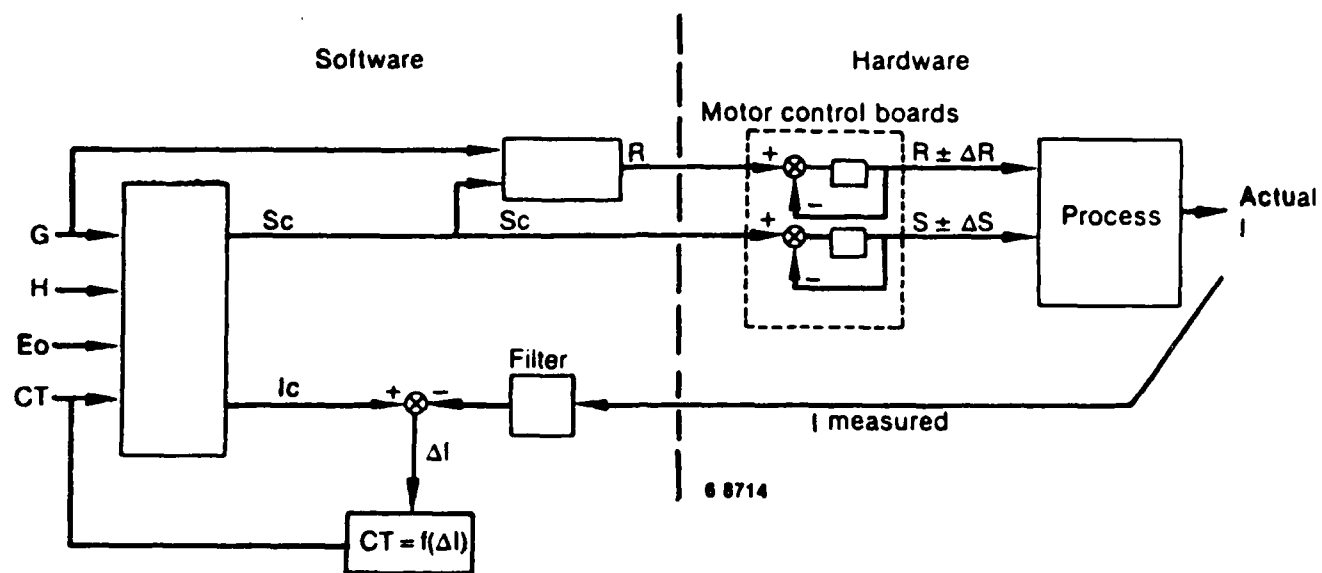 Software
Hardware
Motor control boards
R
+
−
R ± ΔR
G
Sc
Sc
+
−
S ± ΔS
Process
Actual
I
H
Eo
CT
Ic
+
−
Filter
I measured
ΔI
CT = f(ΔI)
6 8714